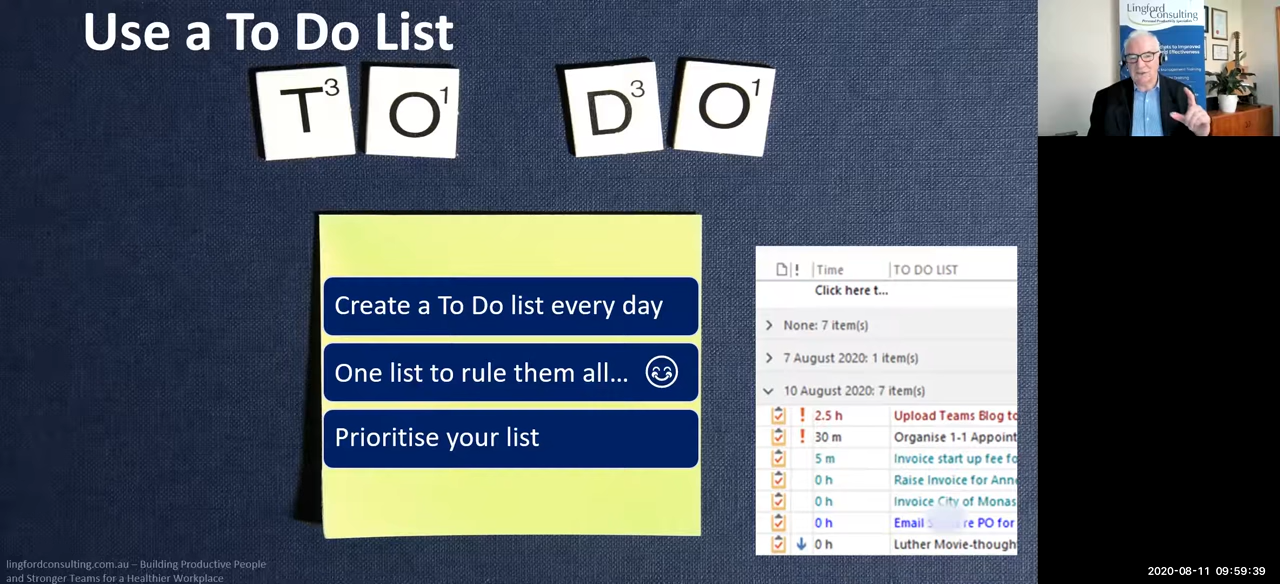 Use a To Do List
T3 O1 D3 O1
Create a To Do list every day
One list to rule them all...
Prioritise your list
! Time TO DO LIST
Click here t...
None: 7 item(s)
7 August 2020: 1 item(s)
10 August 2020: 7 item(s)
! 2.5 h Upload Teams Blog to
! 30 m Organise 1-1 Appoint
5 m Invoice start up fee fo
0 h Raise Invoice for Anne
0 h Invoice City of Monas
0 h Email PO for
0 h Luther Movie-though
lingfordconsulting.com.au – Building Productive People
and Stronger Teams for a Healthier Workplace
Lingford
Consulting
2020-08-11 09:59:39